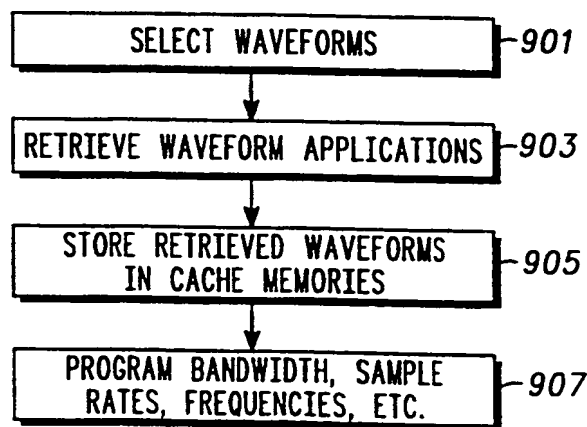 SELECT WAVEFORMS 901
RETRIEVE WAVEFORM APPLICATIONS 903
STORE RETRIEVED WAVEFORMS
IN CACHE MEMORIES 905
PROGRAM BANDWIDTH, SAMPLE
RATES, FREQUENCIES, ETC. 907